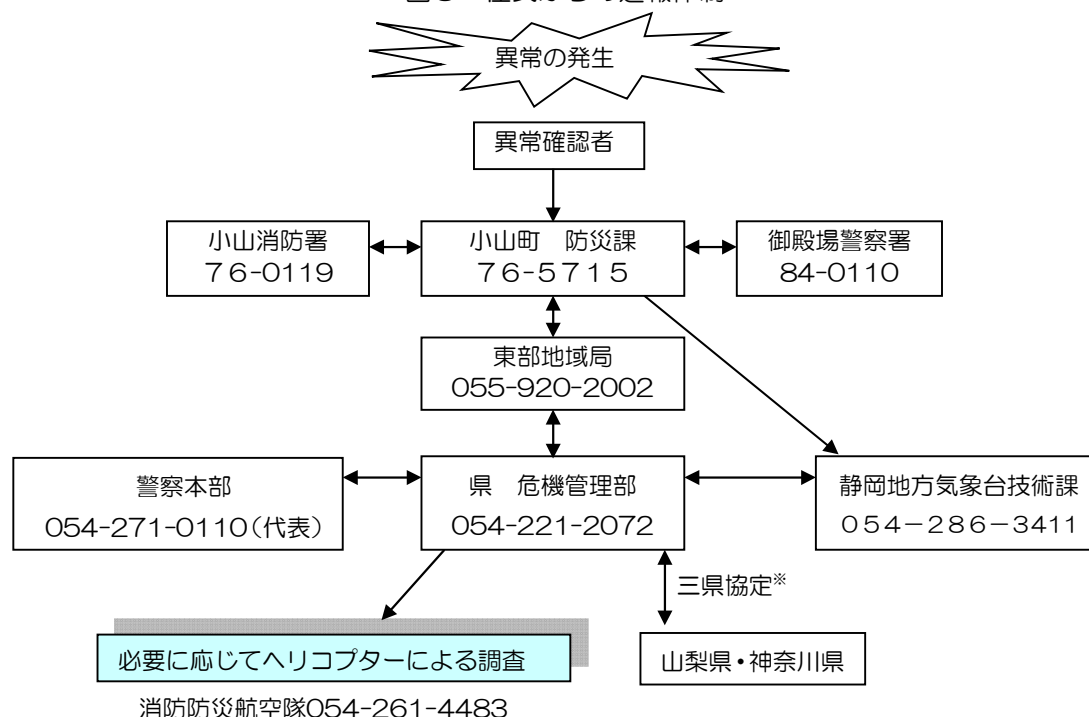 異常の発生
異常確認者
小山消防署
７６-０１１９
小山町　防災課
７６-５７１５
御殿場警察署
84-0110
東部地域局
055-920-2002
警察本部
054-271-0110（代表）
県　危機管理部
054-221-2072
静岡地方気象台技術課
０５４－２８６－３４１１
三県協定※
必要に応じてヘリコプターによる調査
山梨県・神奈川県
消防防災航空隊054-261-4483